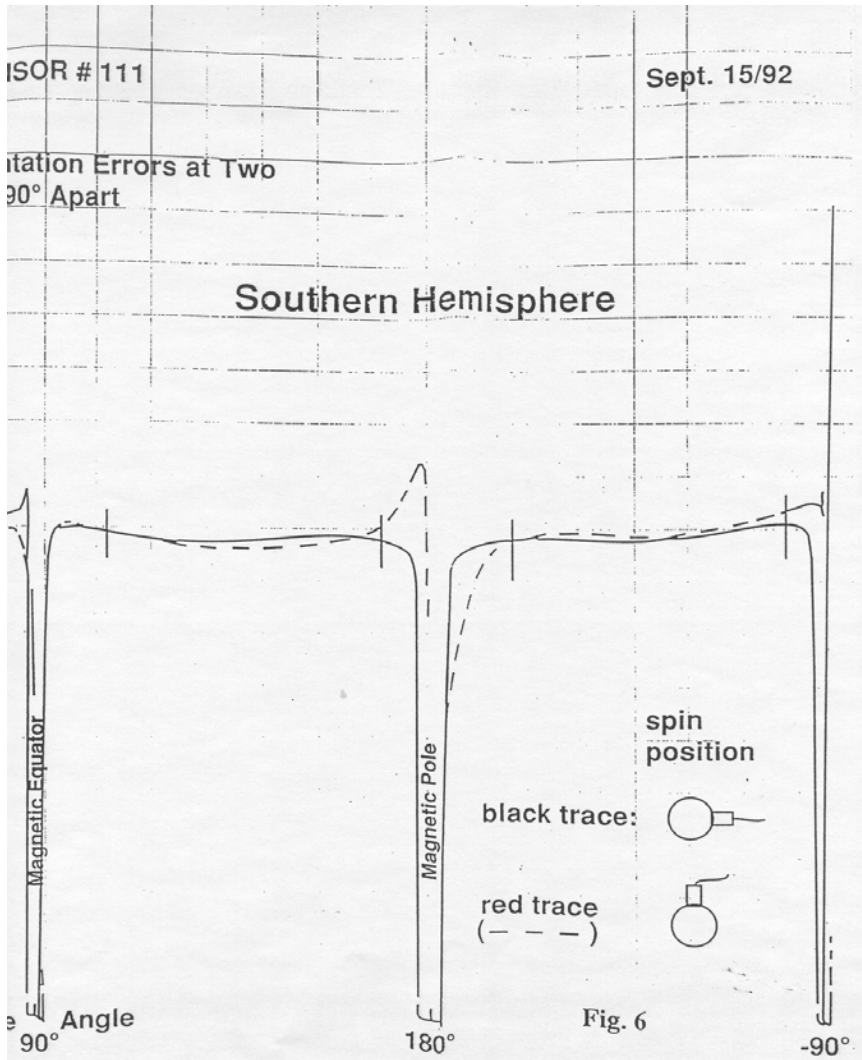 ISOR # 111
Sept. 15/92
ntation Errors at Two
90° Apart
Southern Hemisphere
Magnetic Equator
Magnetic Pole
spin
position
black trace:
red trace
( — — — )
e Angle
Fig. 6
90°
180°
-90°